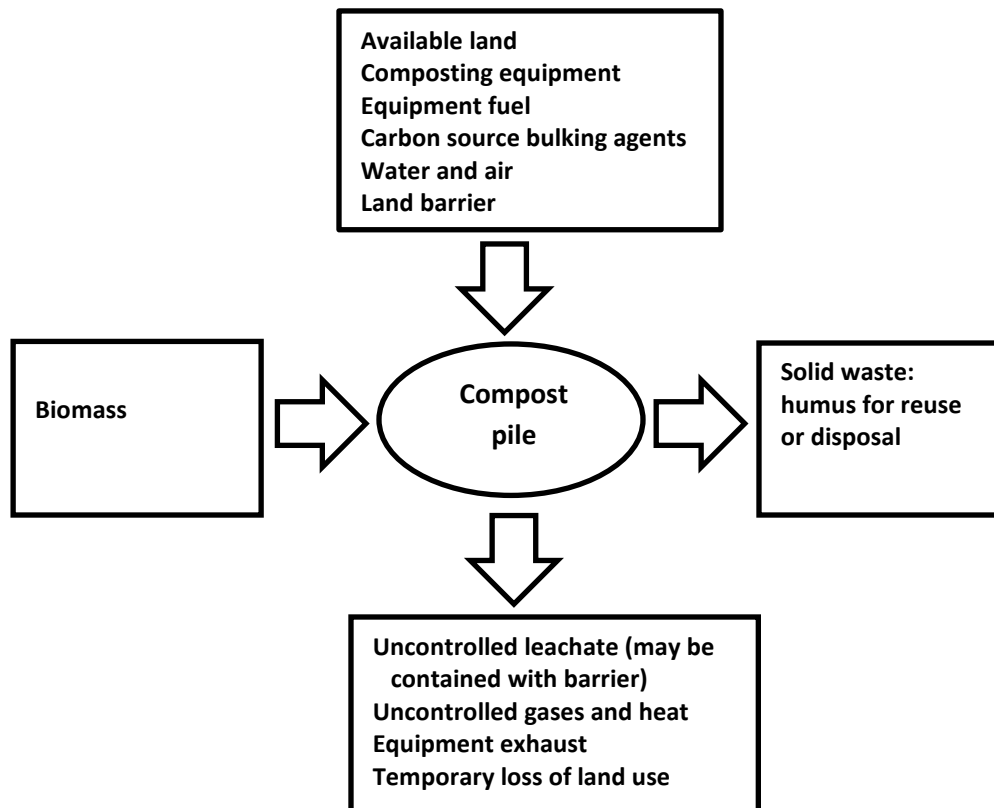 Available land
Composting equipment
Equipment fuel
Carbon source bulking agents
Water and air
Land barrier
Biomass
Compost
pile
Solid waste:
humus for reuse
or disposal
Uncontrolled leachate (may be
contained with barrier)
Uncontrolled gases and heat
Equipment exhaust
Temporary loss of land use